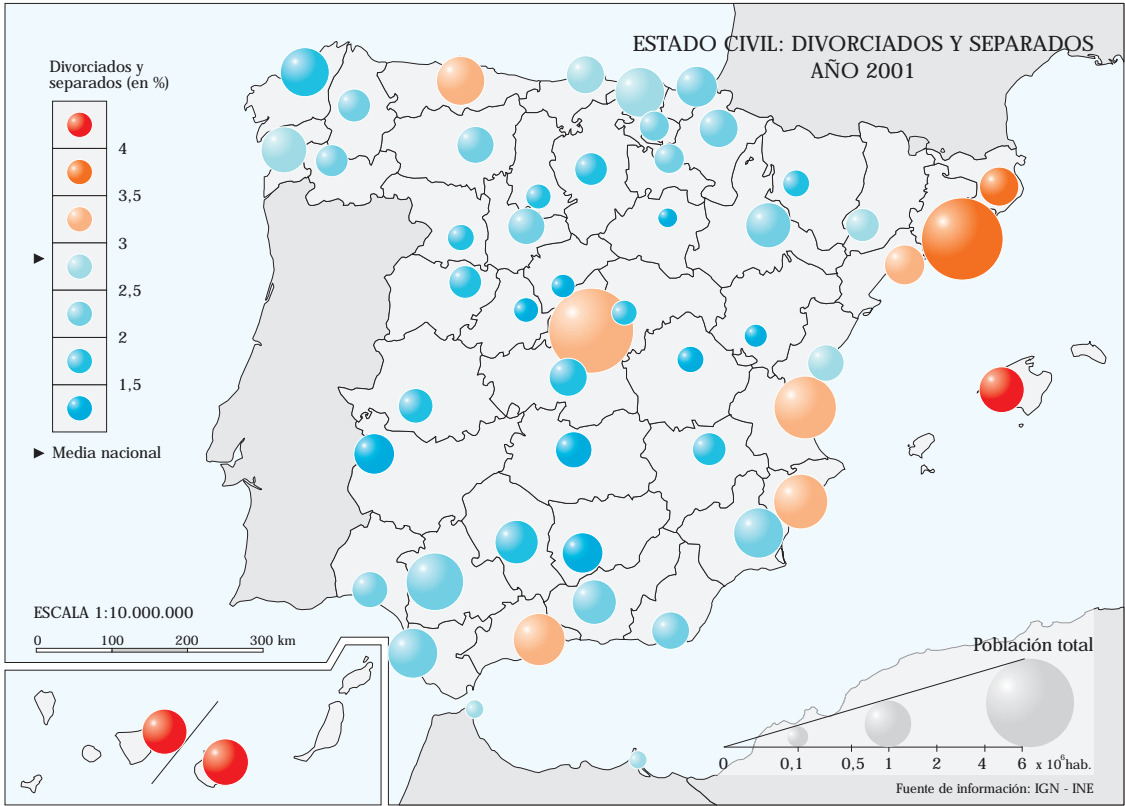 ESTADO CIVIL: DIVORCIADOS Y SEPARADOS
AÑO 2001
Divorciados y
separados (en %)
4
3,5
3
2,5
2
1,5
► Media nacional
ESCALA 1:10.000.000
0 100 200 300 km
Población total
0 0,1 0,5 1 2 4 6 x 10⁶hab.
Fuente de información: IGN - INE